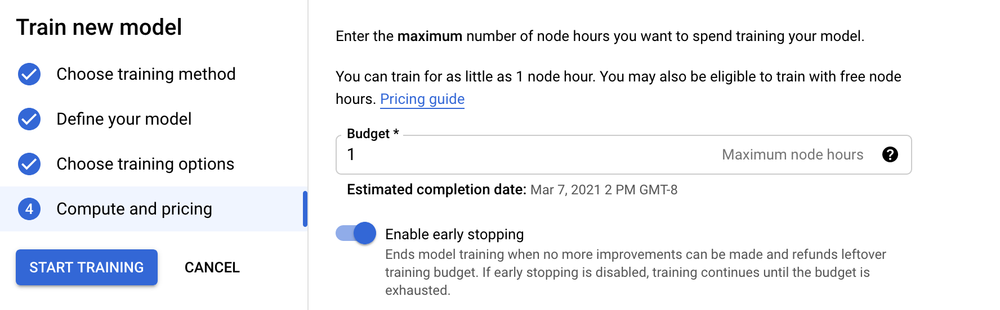 Train new model
Choose training method
Define your model
Choose training options
4 Compute and pricing
START TRAINING CANCEL
Enter the maximum number of node hours you want to spend training your model.
You can train for as little as 1 node hour. You may also be eligible to train with free node
hours. Pricing guide
Budget *
1 Maximum node hours ?
Estimated completion date: Mar 7, 2021 2 PM GMT-8
Enable early stopping
Ends model training when no more improvements can be made and refunds leftover
training budget. If early stopping is disabled, training continues until the budget is
exhausted.